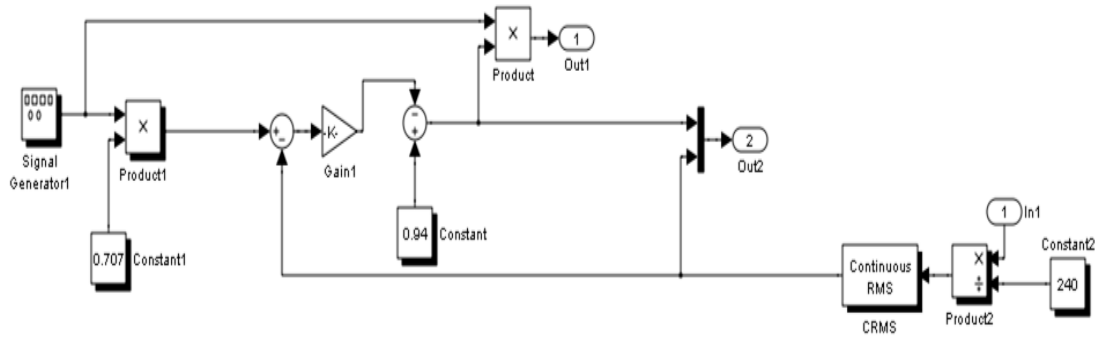 ×
1
Product
Out1
Signal
Generator1
×
Product1
+
−
-K-
Gain1
−
+
2
Out2
0.707
Constant1
0.94
Constant
1
In1
Constant2
Continuous
RMS
CRMS
×
÷
Product2
240